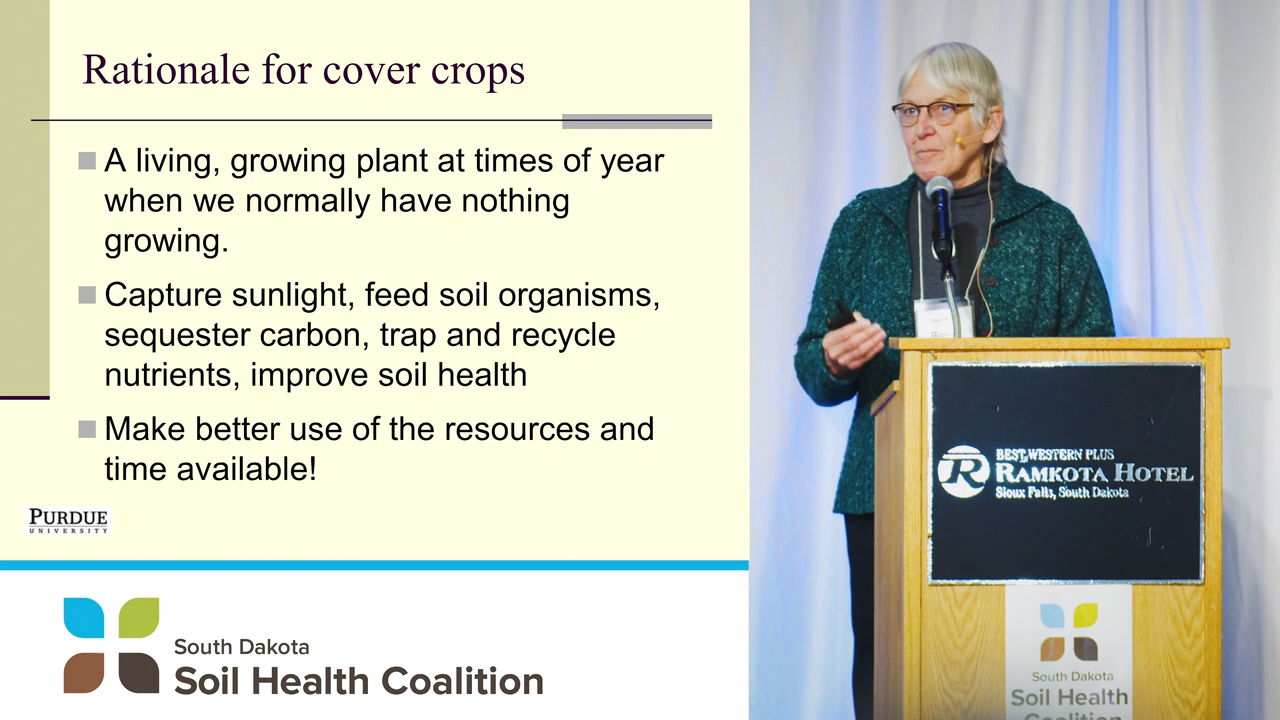 Rationale for cover crops
A living, growing plant at times of year
when we normally have nothing
growing.
Capture sunlight, feed soil organisms,
sequester carbon, trap and recycle
nutrients, improve soil health
Make better use of the resources and
time available!
PURDUE
UNIVERSITY
South Dakota
Soil Health Coalition
BEST WESTERN PLUS
RAMKOTA HOTEL
Sioux Falls, South Dakota
South Dakota
Soil Health
Coalition